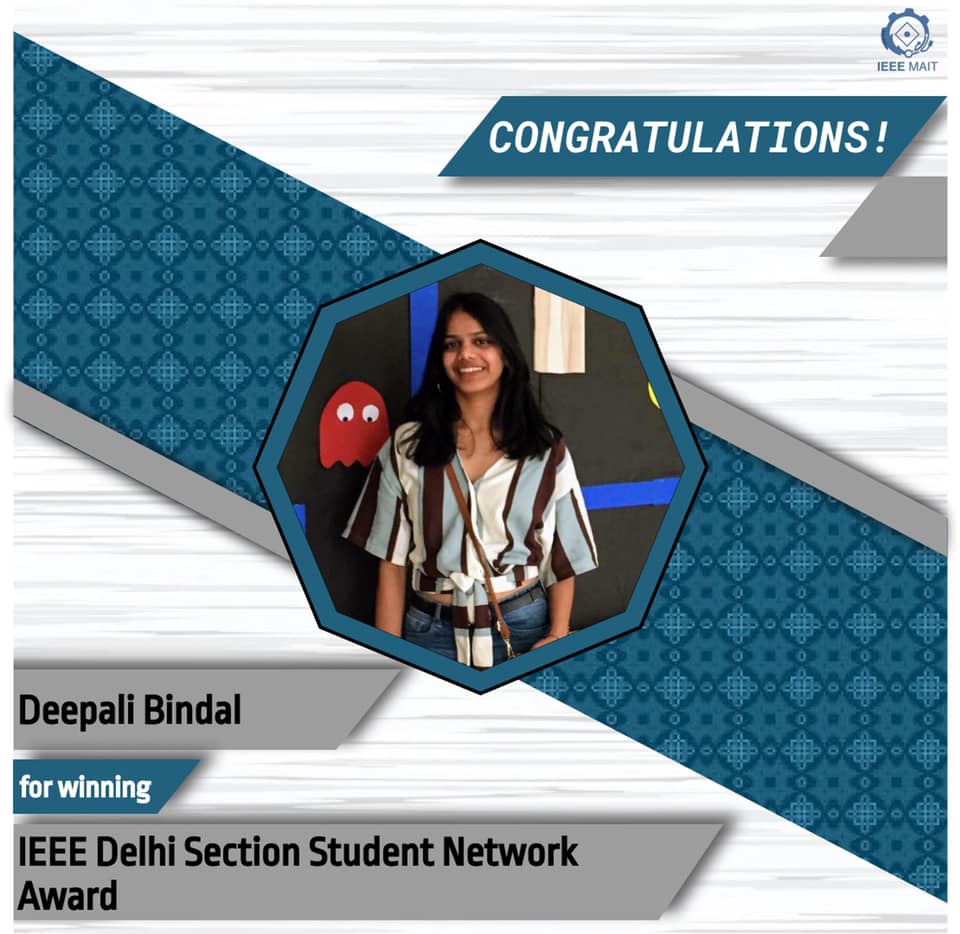 IEEE MAIT
CONGRATULATIONS!
Deepali Bindal
for winning
IEEE Delhi Section Student Network
Award